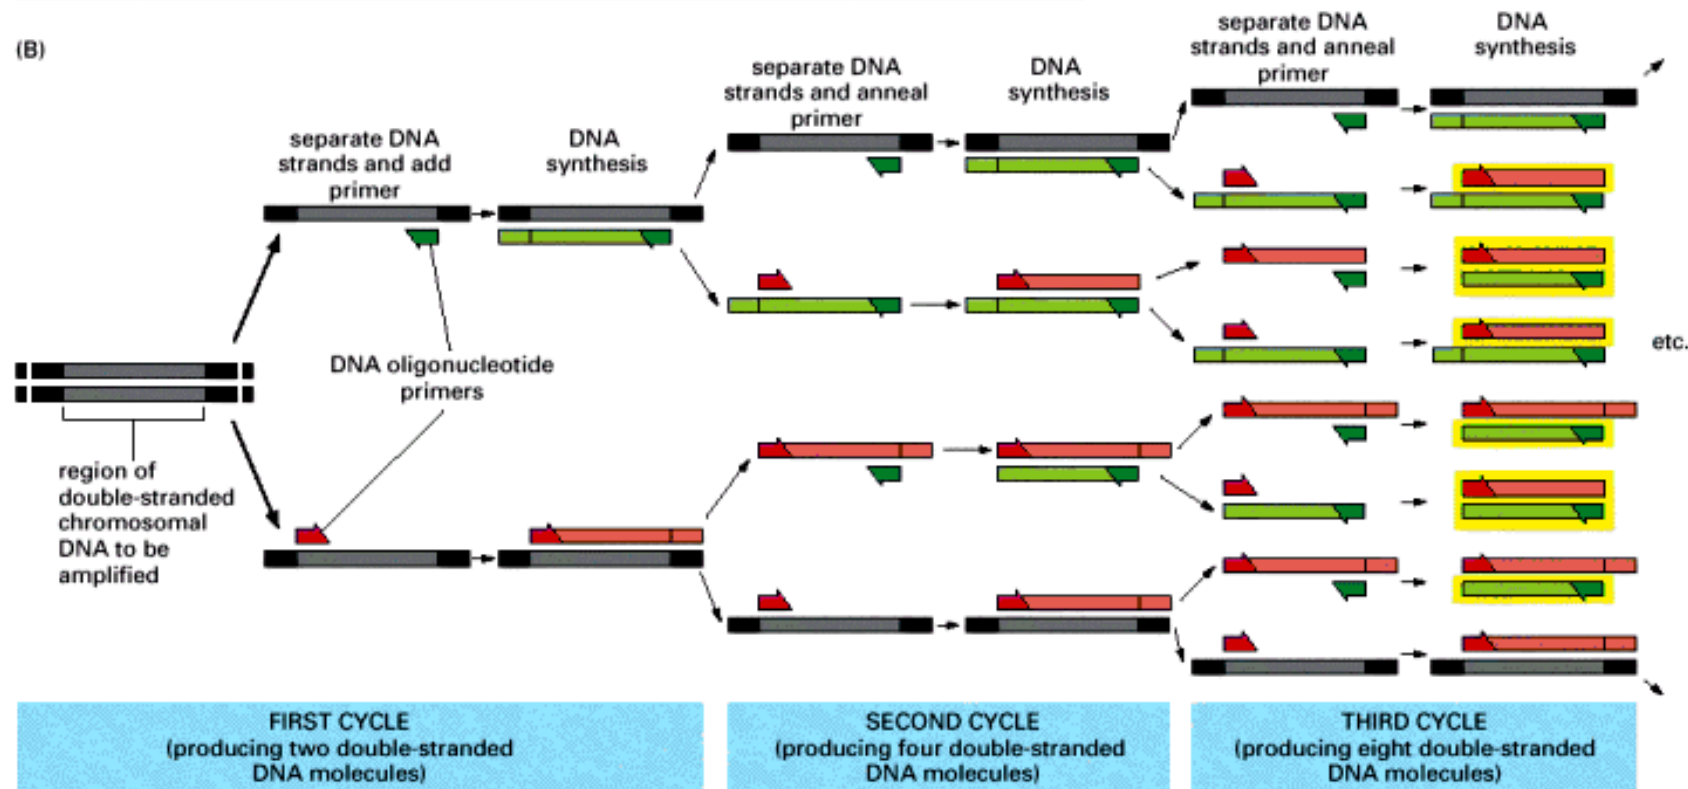 (B)
separate DNA
strands and add
primer
DNA
synthesis
separate DNA
strands and anneal
primer
DNA
synthesis
separate DNA
strands and anneal
primer
DNA
synthesis
DNA oligonucleotide
primers
region of
double-stranded
chromosomal
DNA to be
amplified
etc.
FIRST CYCLE
(producing two double-stranded
DNA molecules)
SECOND CYCLE
(producing four double-stranded
DNA molecules)
THIRD CYCLE
(producing eight double-stranded
DNA molecules)